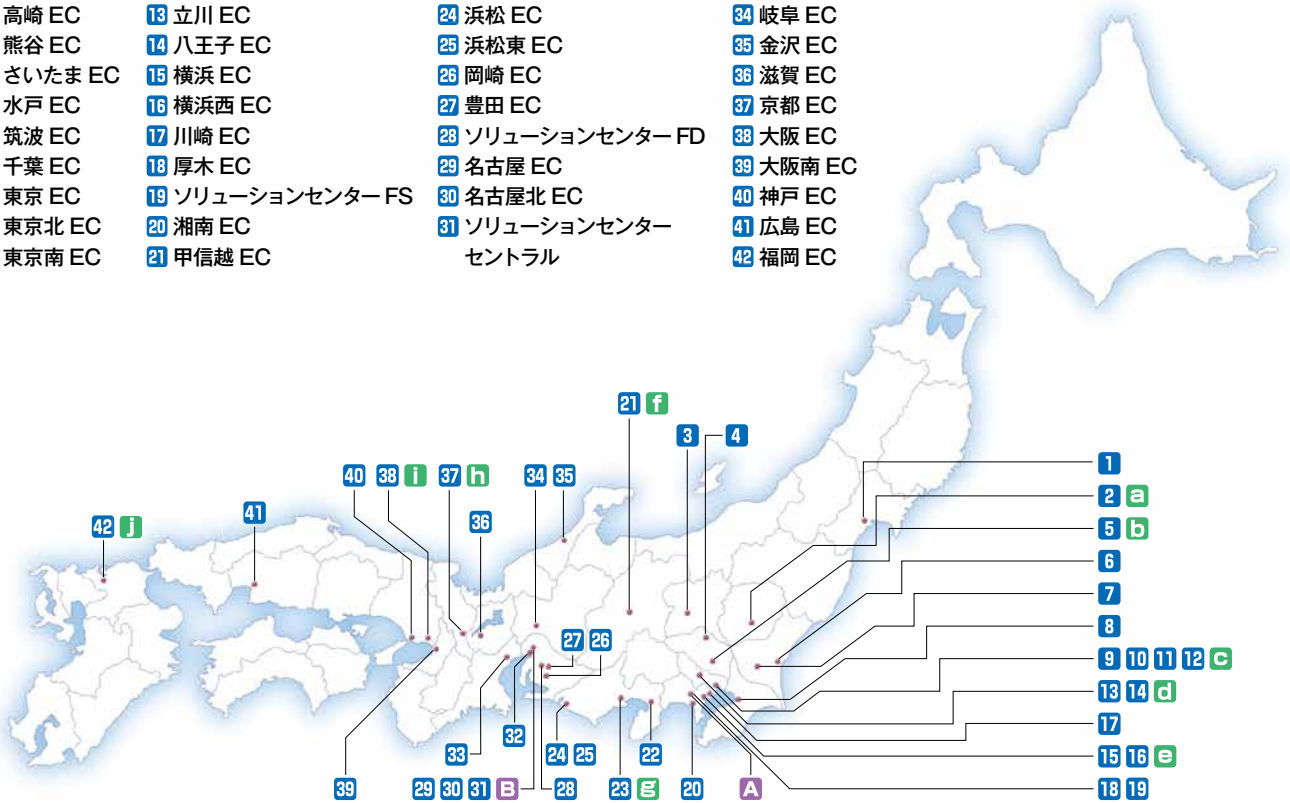 高崎 EC
熊谷 EC
さいたま EC
水戸 EC
筑波 EC
千葉 EC
東京 EC
東京北 EC
東京南 EC
13 立川 EC
14 八王子 EC
15 横浜 EC
16 横浜西 EC
17 川崎 EC
18 厚木 EC
19 ソリューションセンター FS
20 湘南 EC
21 甲信越 EC
24 浜松 EC
25 浜松東 EC
26 岡崎 EC
27 豊田 EC
28 ソリューションセンター FD
29 名古屋 EC
30 名古屋北 EC
31 ソリューションセンター
セントラル
34 岐阜 EC
35 金沢 EC
36 滋賀 EC
37 京都 EC
38 大阪 EC
39 大阪南 EC
40 神戸 EC
41 広島 EC
42 福岡 EC
21 f
3 4
40 38 i 37 h 34 35
42 j 41 36
1
2 a
5 b
6
7
8
9 10 11 12 c
13 14 d
17
15 16 e
18 19
27 26
32
33 24 25 22
39 29 30 31 B 28 23 g 20 A